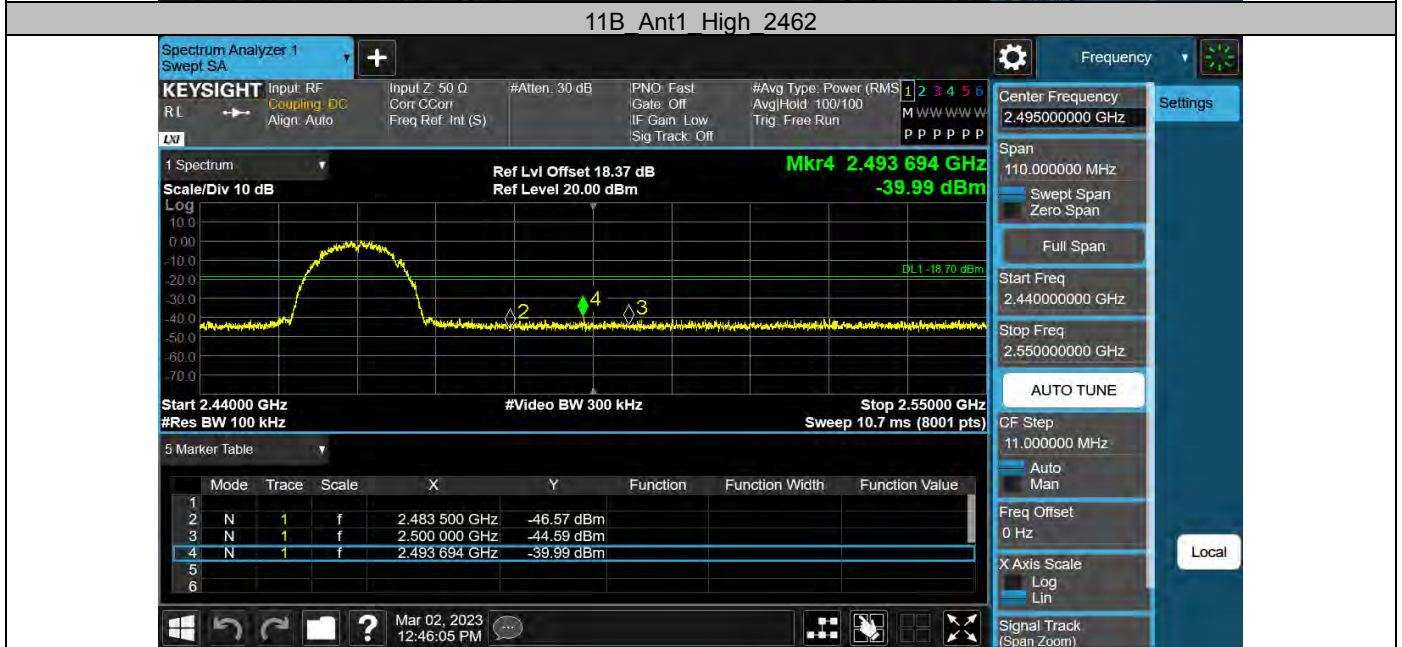 11B_Ant1_High_2462
Spectrum Analyzer 1
Swept SA
Frequency
KEYSIGHT
RL
LXI
Input: RF
Coupling: DC
Align: Auto
Input Z: 50 Ω
Corr CCorr
Freq Ref: Int (S)
#Atten: 30 dB
PNO: Fast
Gate: Off
IF Gain: Low
Sig Track: Off
#Avg Type: Power (RMS
Avg|Hold: 100/100
Trig: Free Run
1 2 3 4 5 6
M W W W W W
P P P P P P
1 Spectrum
Scale/Div 10 dB
Ref Lvl Offset 18.37 dB
Ref Level 20.00 dBm
Mkr4 2.493 694 GHz
-39.99 dBm
Log
10.0
0.00
-10.0
-20.0
-30.0
-40.0
-50.0
-60.0
-70.0
DL1 -18.70 dBm
2
4
3
Start 2.44000 GHz
#Video BW 300 kHz
Stop 2.55000 GHz
#Res BW 100 kHz
Sweep 10.7 ms (8001 pts)
5 Marker Table
Mode Trace Scale X Y Function Function Width Function Value
1
2 N 1 f 2.483 500 GHz -46.57 dBm
3 N 1 f 2.500 000 GHz -44.59 dBm
4 N 1 f 2.493 694 GHz -39.99 dBm
5
6
?
Mar 02, 2023
12:46:05 PM
Center Frequency
2.495000000 GHz
Settings
Span
110.000000 MHz
Swept Span
Zero Span
Full Span
Start Freq
2.440000000 GHz
Stop Freq
2.550000000 GHz
AUTO TUNE
CF Step
11.000000 MHz
Auto
Man
Freq Offset
0 Hz
Local
X Axis Scale
Log
Lin
Signal Track
(Span Zoom)